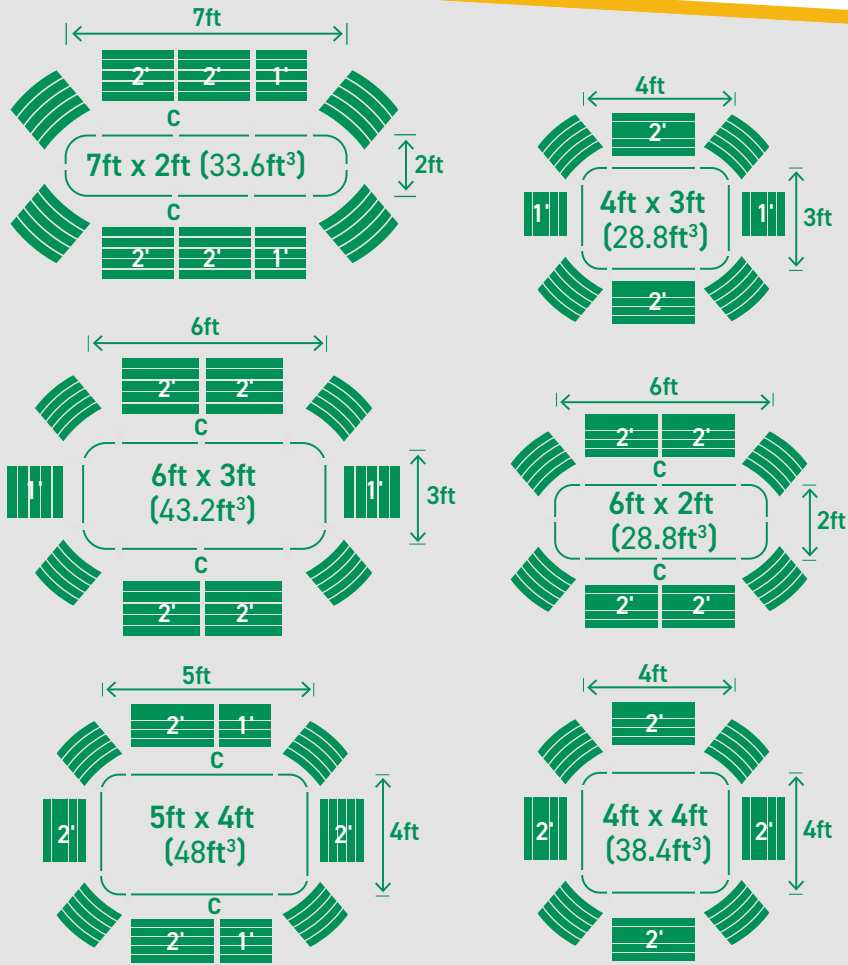 7ft
2' 2' 1'
C
7ft x 2ft (33.6ft³)
2ft
C
2' 2' 1'
4ft
2'
1'
4ft x 3ft
(28.8ft³)
1'
3ft
2'
6ft
2' 2'
C
1'
6ft x 3ft
(43.2ft³)
1'
3ft
C
2' 2'
6ft
2' 2'
C
6ft x 2ft
(28.8ft³)
2ft
C
2' 2'
5ft
2' 1'
C
2'
5ft x 4ft
(48ft³)
2'
4ft
C
2' 1'
4ft
2'
2'
4ft x 4ft
(38.4ft³)
2'
4ft
2'